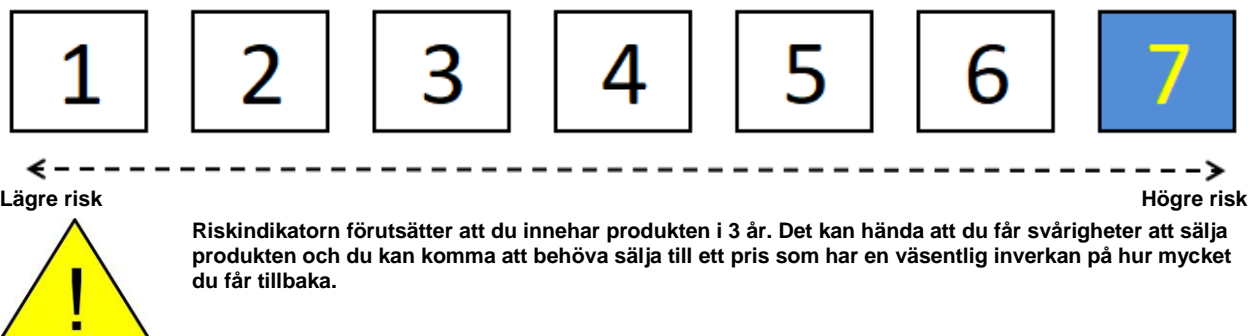 1 2 3 4 5 6 7
Lägre risk Högre risk
Riskindikatorn förutsätter att du innehar produkten i 3 år. Det kan hända att du får svårigheter att sälja
produkten och du kan komma att behöva sälja till ett pris som har en väsentlig inverkan på hur mycket
du får tillbaka.
!